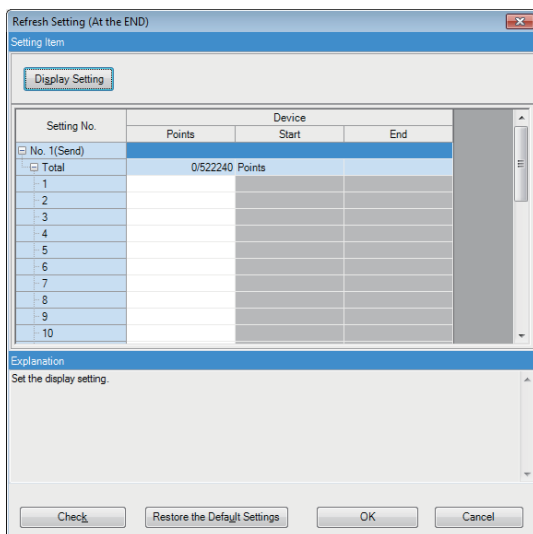 Refresh Setting (At the END)
Setting Item
Display Setting
Setting No.
Device
Points
Start
End
No. 1(Send)
Total
0/522240 Points
1
2
3
4
5
6
7
8
9
10
Explanation
Set the display setting.
Check
Restore the Default Settings
OK
Cancel